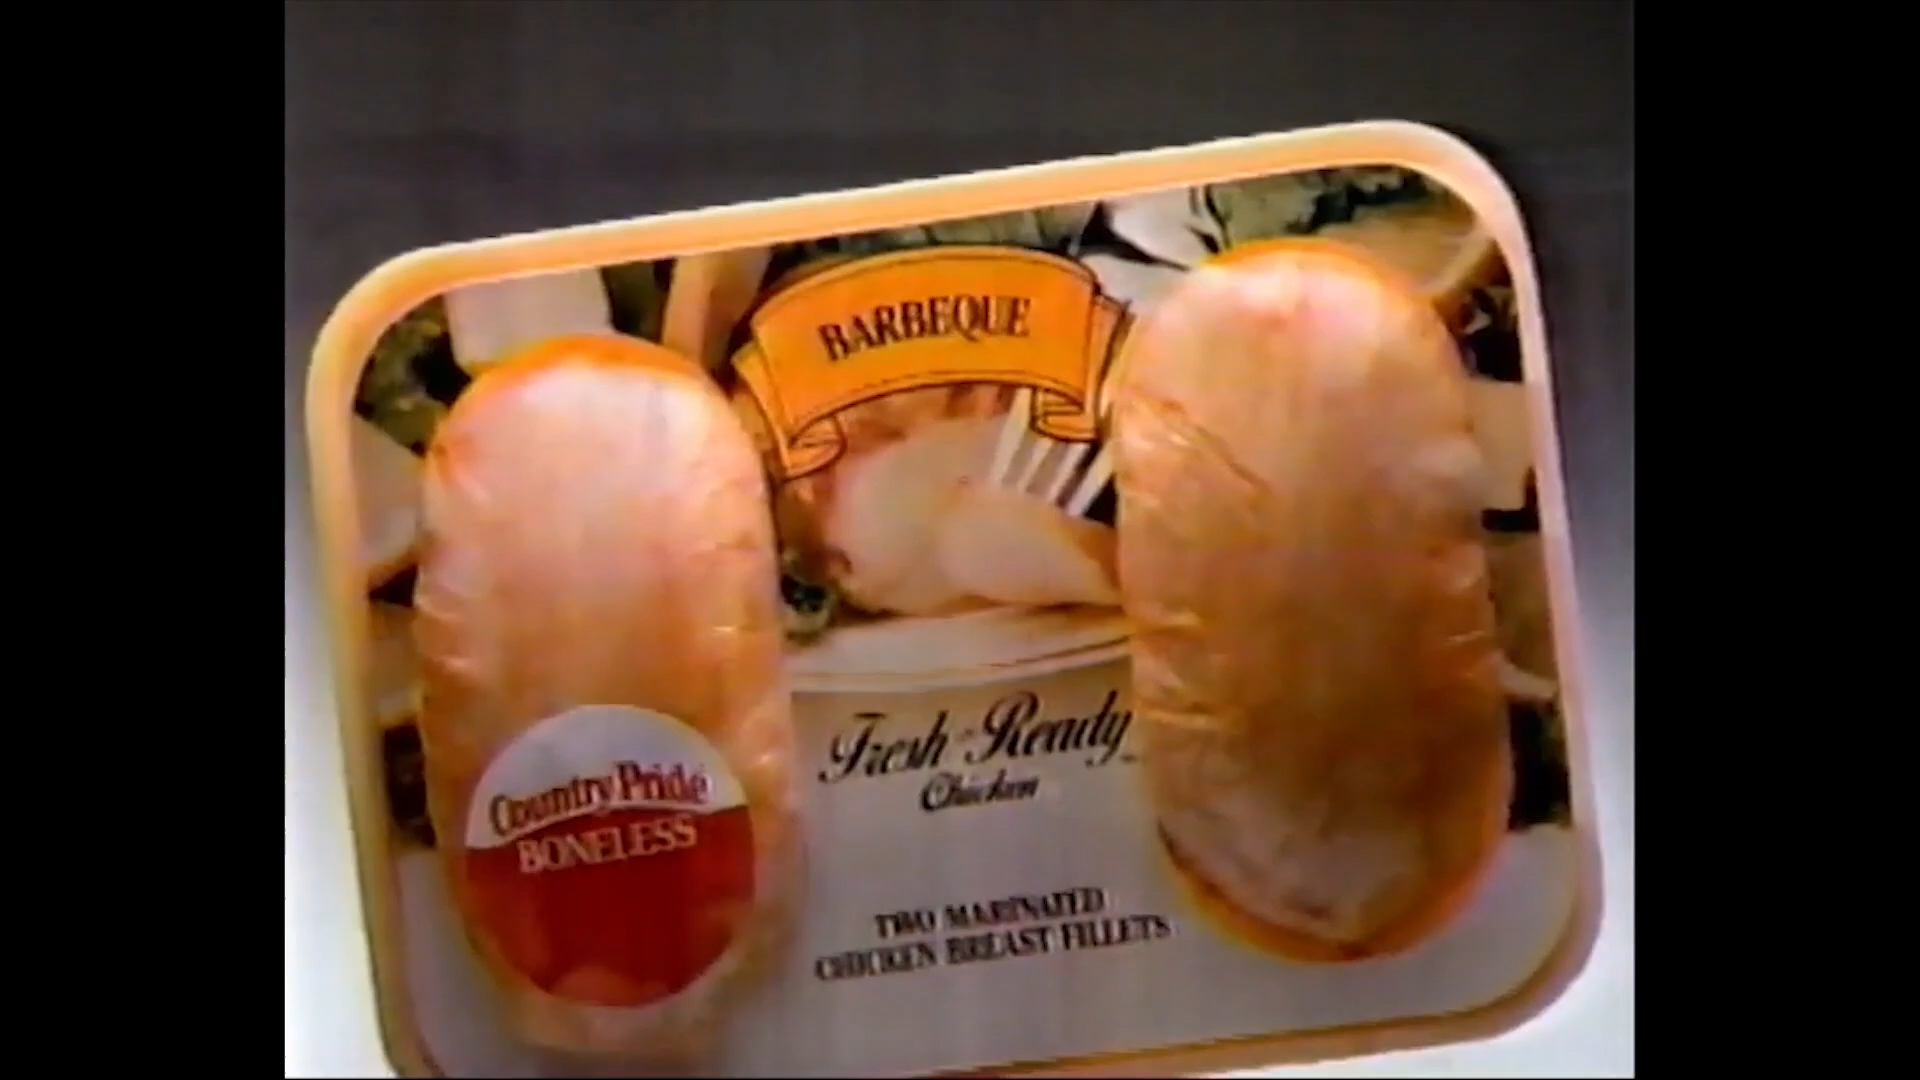 BARBEQUE
Fresh-Ready
Chicken
Country Pride
BONELESS
TWO MARINATED
CHICKEN BREAST FILLETS